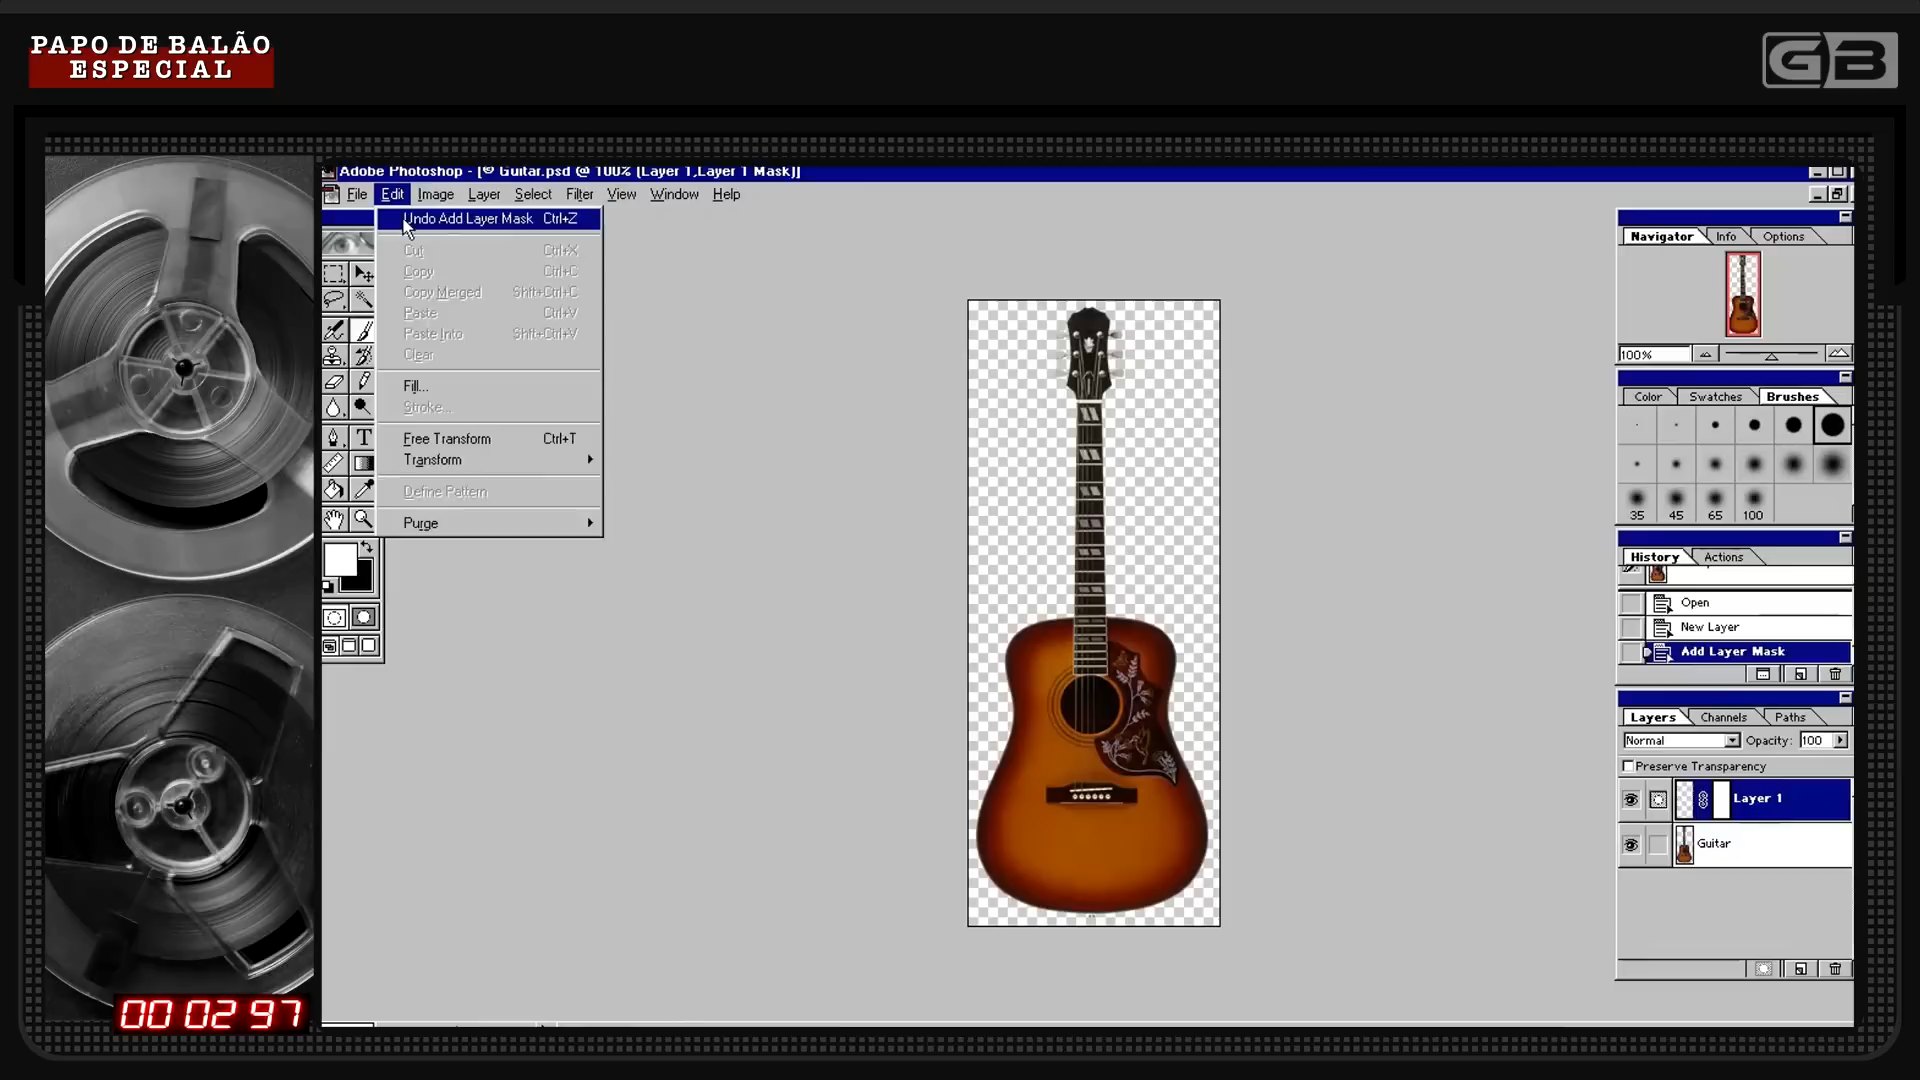 PAPO DE BALÃO
ESPECIAL
GB
Adobe Photoshop - [© Guitar.psd @ 100% (Layer 1,Layer 1 Mask)]
File Edit Image Layer Select Filter View Window Help
Undo Add Layer Mask Ctrl+Z
Cut Ctrl+X
Copy Ctrl+C
Copy Merged Shft+Ctrl+C
Paste Ctrl+V
Paste Into Shft+Ctrl+V
Clear
Fill...
Stroke...
Free Transform Ctrl+T
Transform
Define Pattern
Purge
T
Navigator Info Options
100%
Color Swatches Brushes
35 45 65 100
History Actions
Open
New Layer
Add Layer Mask
Layers Channels Paths
Normal Opacity: 100
Preserve Transparency
Layer 1
Guitar
00 02 97